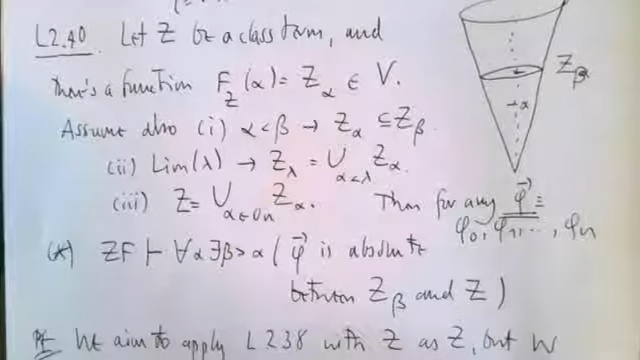 L2.40. Let Z be a class term, and
there's a function F_Z(α) = Z_α ∈ V.
Assume also (i) α<β → Z_α ⊆ Z_β.
(ii) Lim(λ) → Z_λ = ∪_{α<λ} Z_α.
(iii) Z = ∪_{α∈On} Z_α. Then for any φ⃗ ≡
φ_0, φ_1, ..., φ_n
(*) ZF ⊢ ∀α∃β>α (φ⃗ is absolute
between Z_β and Z)
Pf We aim to apply L2.38 with Z as Z, but W
Z_β
α